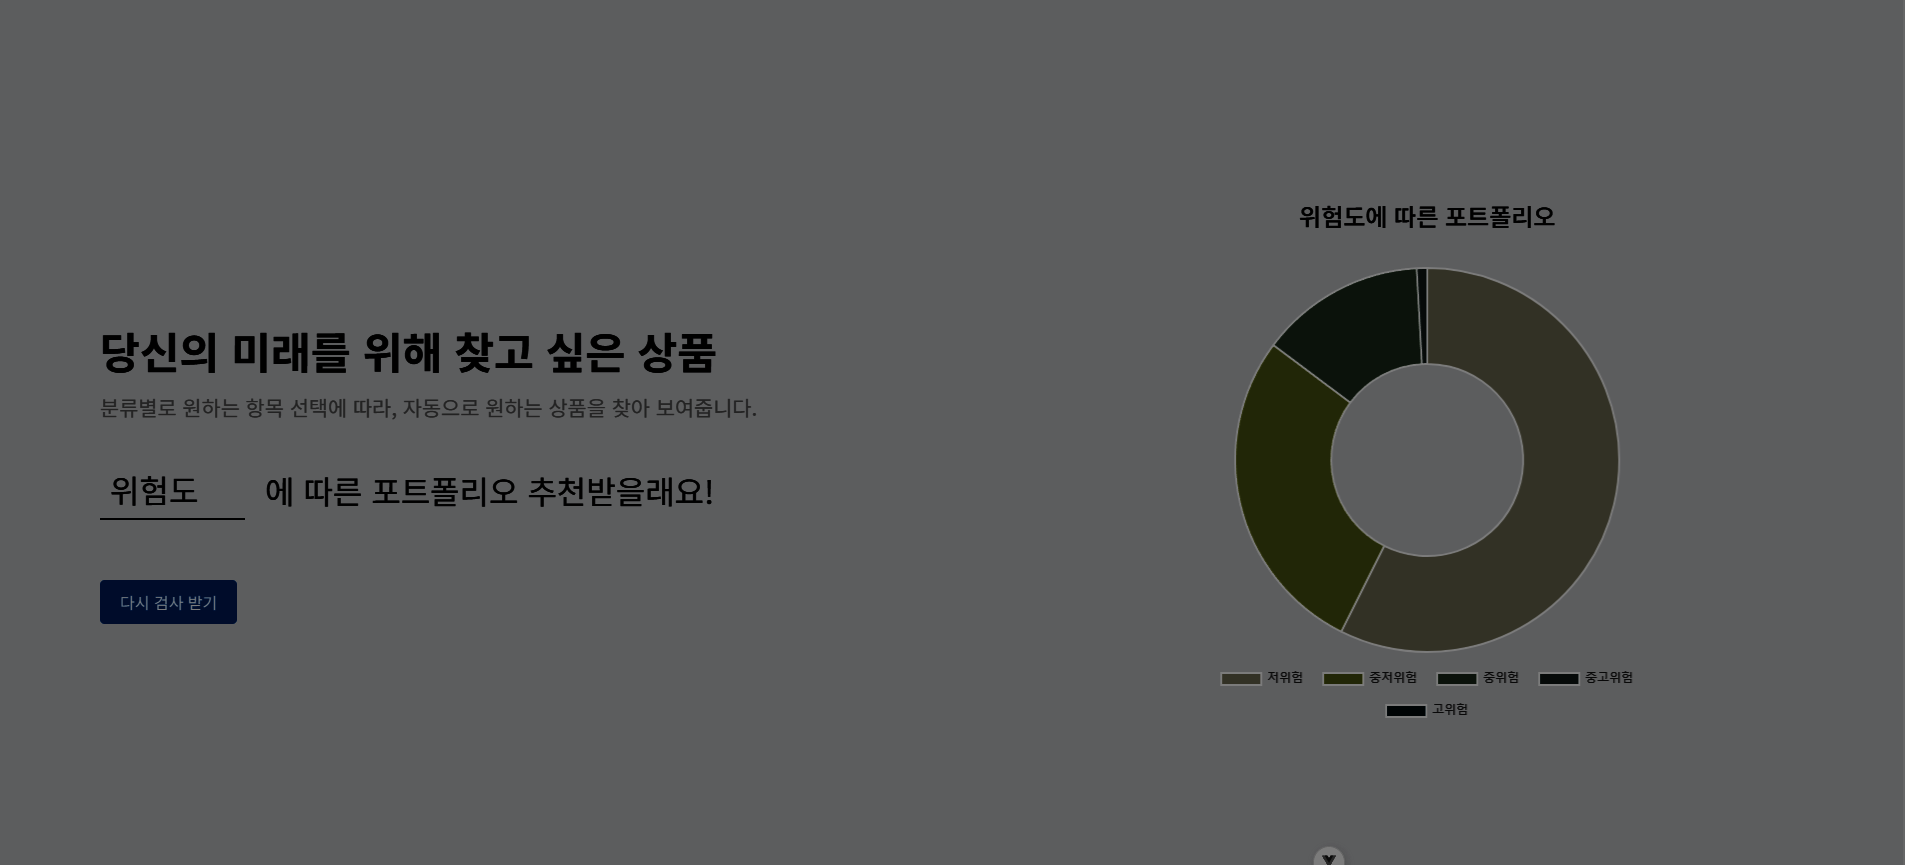 당신의 미래를 위해 찾고 싶은 상품
분류별로 원하는 항목 선택에 따라, 자동으로 원하는 상품을 찾아 보여줍니다.
위험도 에 따른 포트폴리오 추천받을래요!
다시 검사 받기
위험도에 따른 포트폴리오
저위험 중저위험 중위험 중고위험
고위험